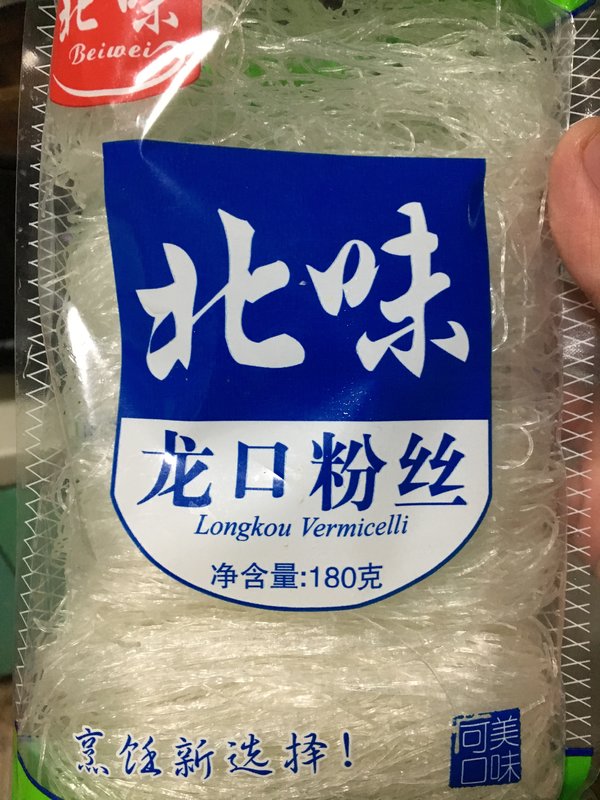 北味
Beiwei
北味
龙口粉丝
Longkou Vermicelli
净含量:180克
烹饪新选择!
美味
可口